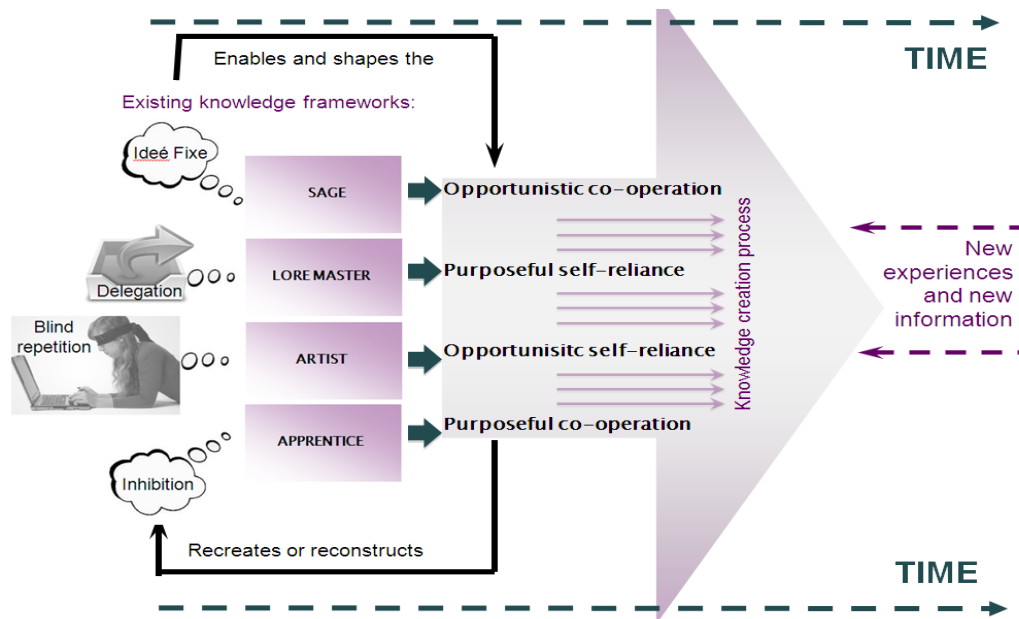 TIME
Enables and shapes the
Existing knowledge frameworks:
Ideé Fixe
SAGE
Opportunistic co-operation
Delegation
LORE MASTER
Purposeful self-reliance
Knowledge creation process
New
experiences
and new
information
Blind
repetition
ARTIST
Opportunisitc self-reliance
APPRENTICE
Purposeful co-operation
Inhibition
Recreates or reconstructs
TIME